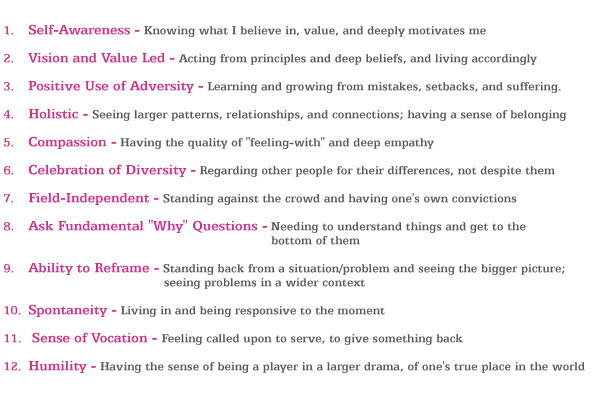 1. Self-Awareness - Knowing what I believe in, value, and deeply motivates me
2. Vision and Value Led - Acting from principles and deep beliefs, and living accordingly
3. Positive Use of Adversity - Learning and growing from mistakes, setbacks, and suffering.
4. Holistic - Seeing larger patterns, relationships, and connections; having a sense of belonging
5. Compassion - Having the quality of "feeling-with" and deep empathy
6. Celebration of Diversity - Regarding other people for their differences, not despite them
7. Field-Independent - Standing against the crowd and having one's own convictions
8. Ask Fundamental "Why" Questions - Needing to understand things and get to the
bottom of them
9. Ability to Reframe - Standing back from a situation/problem and seeing the bigger picture;
seeing problems in a wider context
10. Spontaneity - Living in and being responsive to the moment
11. Sense of Vocation - Feeling called upon to serve, to give something back
12. Humility - Having the sense of being a player in a larger drama, of one's true place in the world